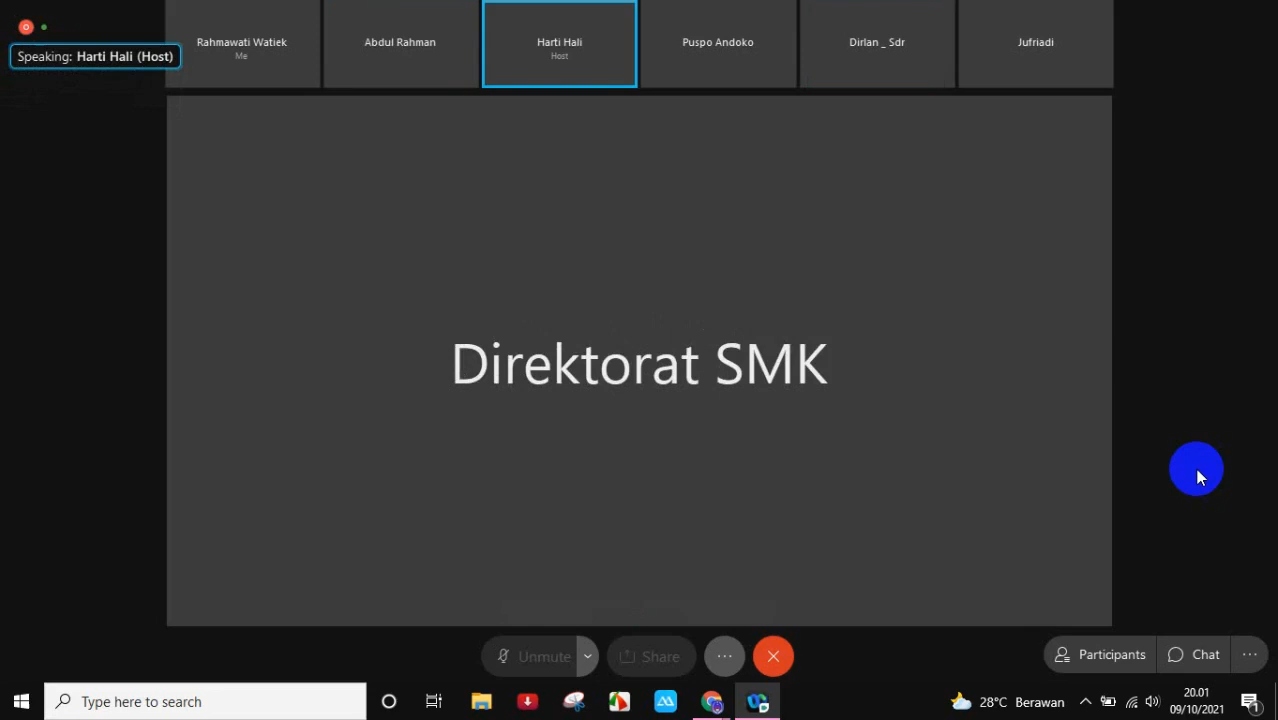 Speaking: Harti Hali (Host)
Rahmawati Watiek
Me
Abdul Rahman
Harti Hali
Host
Puspo Andoko
Dirlan _ Sdr
Jufriadi
Direktorat SMK
Unmute
Share
Participants
Chat
Type here to search
28°C Berawan
20.01
09/10/2021
1